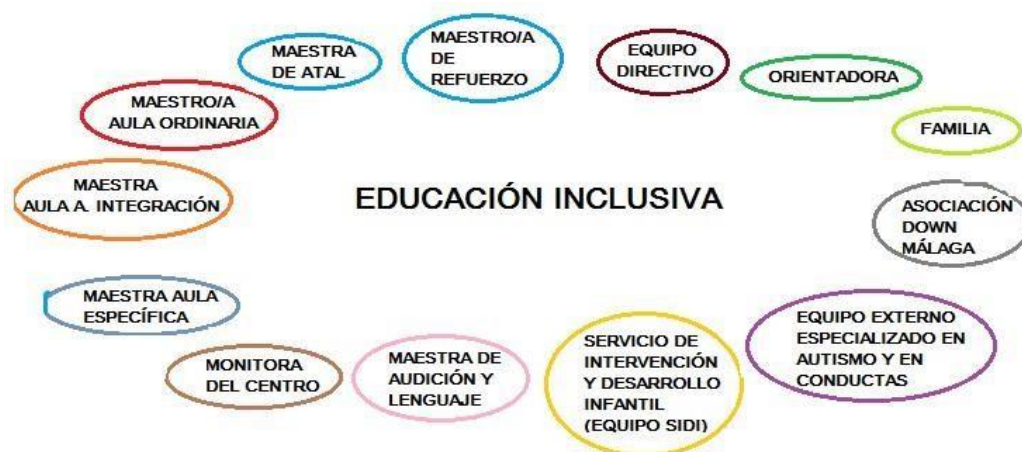 MAESTRA
DE ATAL
MAESTRO/A
DE
REFUERZO
EQUIPO
DIRECTIVO
ORIENTADORA
MAESTRO/A
AULA ORDINARIA
FAMILIA
MAESTRA
AULA A. INTEGRACIÓN
EDUCACIÓN INCLUSIVA
ASOCIACIÓN
DOWN
MÁLAGA
MAESTRA AULA
ESPECÍFICA
MONITORA
DEL CENTRO
MAESTRA DE
AUDICIÓN Y
LENGUAJE
SERVICIO DE
INTERVENCIÓN
Y DESARROLLO
INFANTIL
(EQUIPO SIDI)
EQUIPO EXTERNO
ESPECIALIZADO EN
AUTISMO Y EN
CONDUCTAS